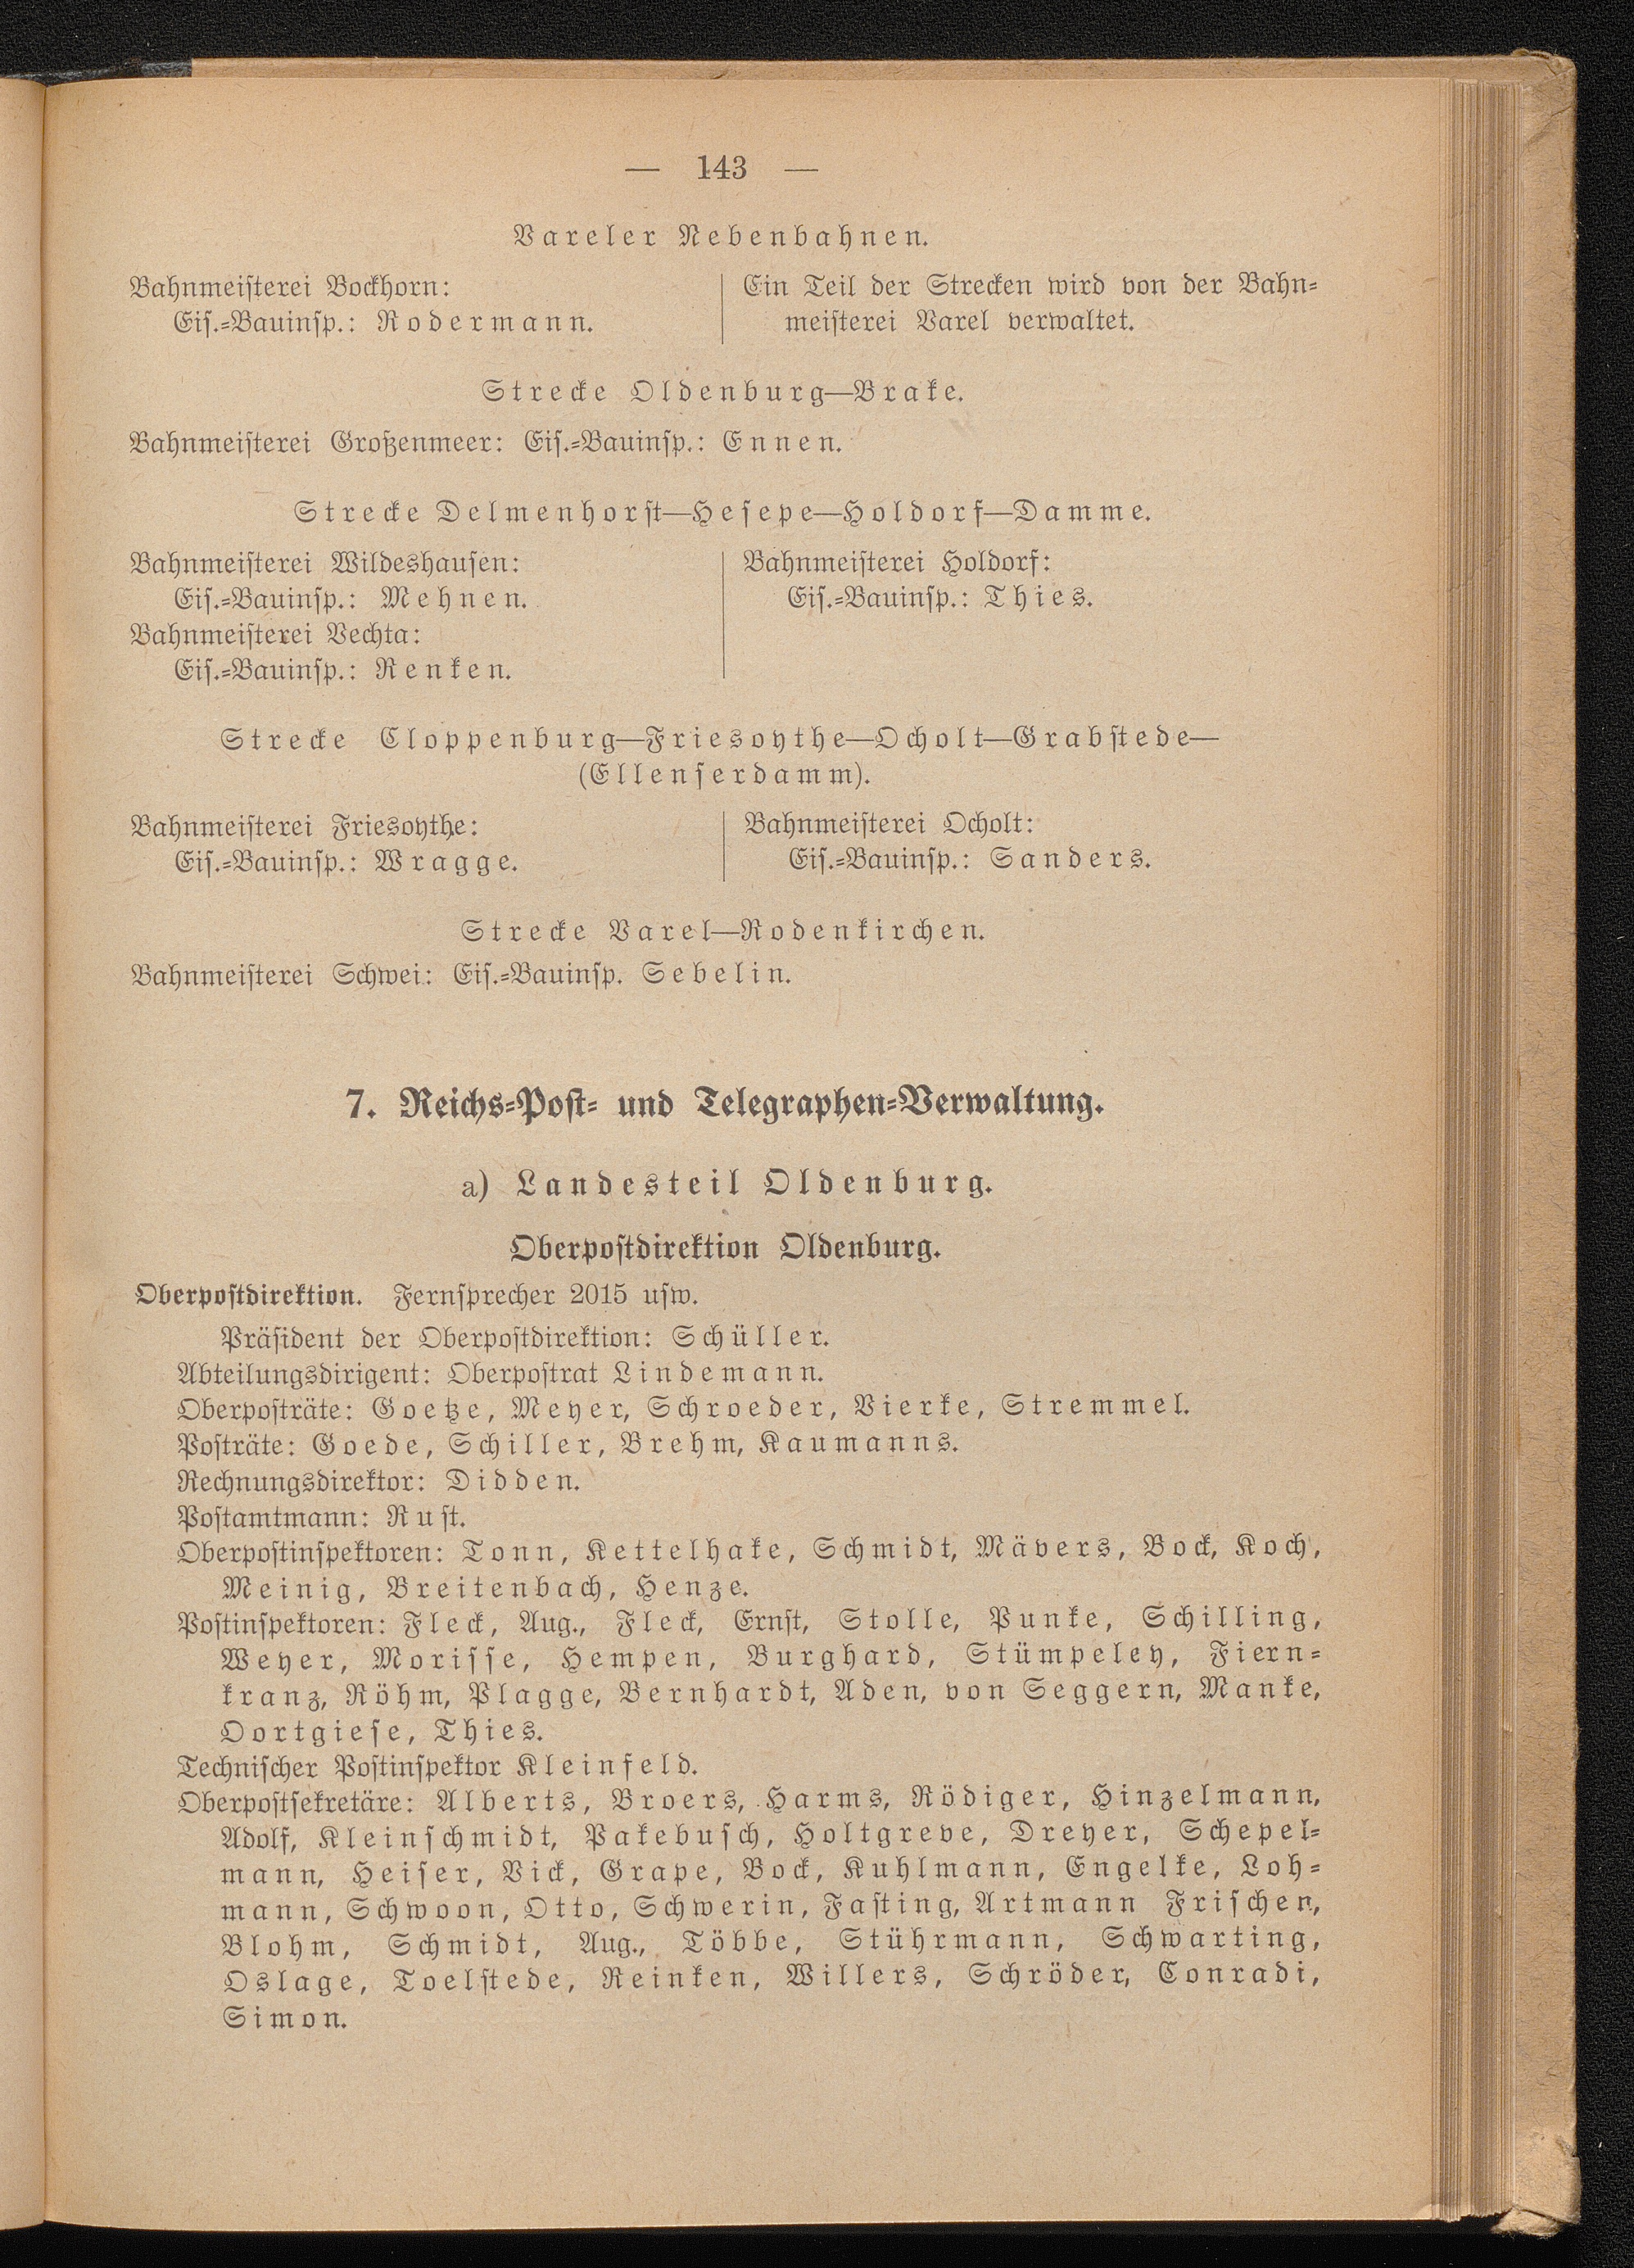 — 143 —
Vareler Nebenbahnen.
Bahnmeisterei Bockhorn:
Eis.-Bauinsp.: Rodermann.
Ein Teil der Strecken wird von der Bahn-
meisterei Varel verwaltet.
Strecke Oldenburg—Brake.
Bahnmeisterei Großenmeer: Eis.-Bauinsp.: Ennen.
Strecke Delmenhorst—Hesepe—Holdorf—Damme.
Bahnmeisterei Wildeshausen:
Eis.-Bauinsp.: Mehnen.
Bahnmeisterei Vechta:
Eis.-Bauinsp.: Renken.
Bahnmeisterei Holdorf:
Eis.-Bauinsp.: Thies.
Strecke Cloppenburg—Friesoythe—Ocholt—Grabstede—
(Ellenserdamm).
Bahnmeisterei Friesoythe:
Eis.-Bauinsp.: Wragge.
Bahnmeisterei Ocholt:
Eis.-Bauinsp.: Sanders.
Strecke Varel—Rodenkirchen.
Bahnmeisterei Schwei: Eis.-Bauinsp. Sebelin.
7. Reichs-Post- und Telegraphen-Verwaltung.
a) Landesteil Oldenburg.
Oberpostdirektion Oldenburg.
Oberpostdirektion. Fernsprecher 2015 usw.
Präsident der Oberpostdirektion: Schüller.
Abteilungsdirigent: Oberpostrat Lindemann.
Oberposträte: Goetze, Meyer, Schroeder, Vierke, Stremmel.
Posträte: Goede, Schiller, Brehm, Kaumanns.
Rechnungsdirektor: Didden.
Postamtmann: Rust.
Oberpostinspektoren: Tonn, Kettelhake, Schmidt, Mävers, Bock, Koch,
Meinig, Breitenbach, Henze.
Postinspektoren: Fleck, Aug., Fleck, Ernst, Stolle, Punke, Schilling,
Weyer, Morisse, Hempen, Burghard, Stümpeley, Fiern-
kranz, Röhm, Plagge, Bernhardt, Aden, von Seggern, Manke,
Oortgiese, Thies.
Technischer Postinspektor Kleinfeld.
Oberpostsekretäre: Alberts, Broers, Harms, Rödiger, Hinzelmann,
Adolf, Kleinschmidt, Pakebusch, Holtgreve, Dreyer, Schepel-
mann, Heiser, Vick, Grape, Bock, Kuhlmann, Engelke, Loh-
mann, Schwoon, Otto, Schwerin, Fasting, Artmann Frischen,
Blohm, Schmidt, Aug., Többe, Stührmann, Schwarting,
Oslage, Toelstede, Reinken, Willers, Schröder, Conradi,
Simon.